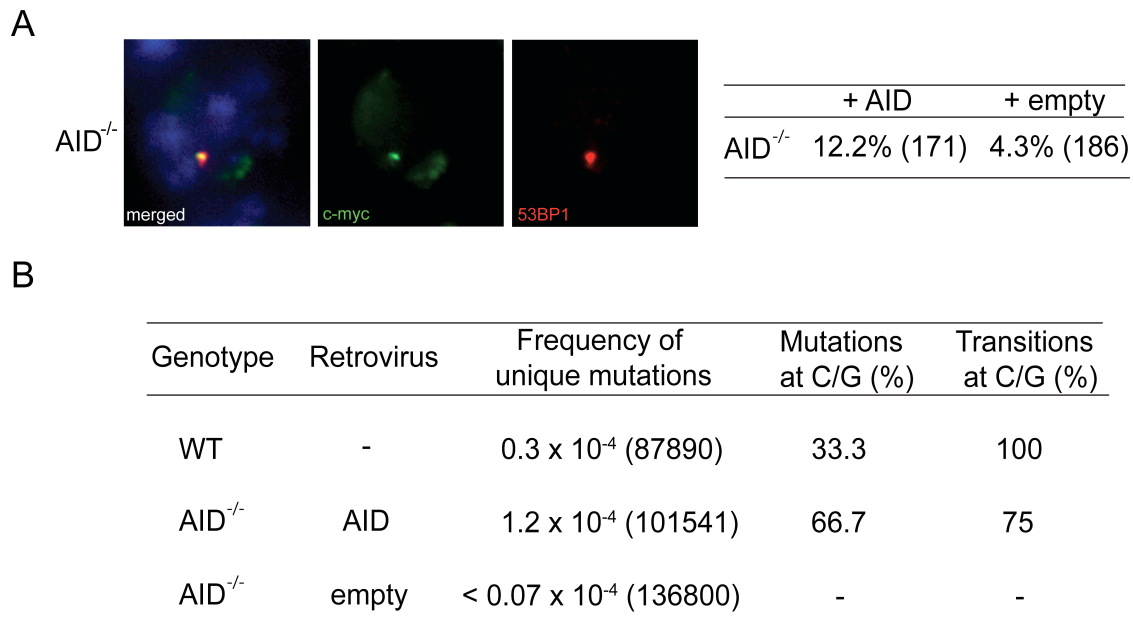 A
AID-/-
merged
c-myc
53BP1
+ AID + empty
AID-/- 12.2% (171) 4.3% (186)
B
Genotype Retrovirus Frequency of unique mutations Mutations at C/G (%) Transitions at C/G (%)
WT - 0.3 x 10-4 (87890) 33.3 100
AID-/- AID 1.2 x 10-4 (101541) 66.7 75
AID-/- empty < 0.07 x 10-4 (136800) - -